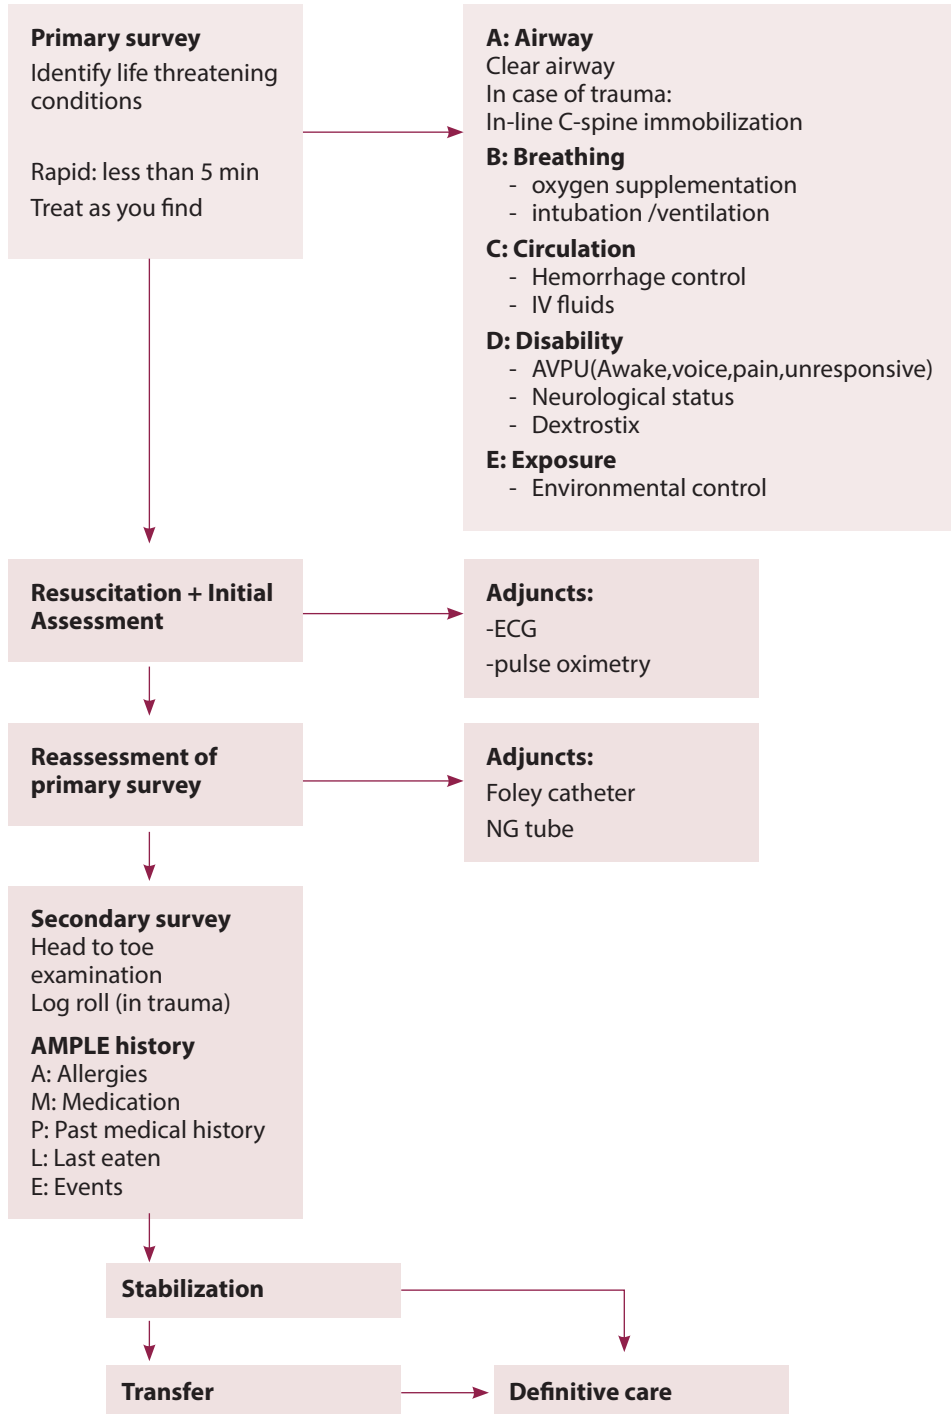 Primary survey
Identify life threatening
conditions
Rapid: less than 5 min
Treat as you find
A: Airway
Clear airway
In case of trauma:
In-line C-spine immobilization
B: Breathing
- oxygen supplementation
- intubation /ventilation
C: Circulation
- Hemorrhage control
- IV fluids
D: Disability
- AVPU(Awake,voice,pain,unresponsive)
- Neurological status
- Dextrostix
E: Exposure
- Environmental control
Resuscitation + Initial
Assessment
Adjuncts:
-ECG
-pulse oximetry
Reassessment of
primary survey
Adjuncts:
Foley catheter
NG tube
Secondary survey
Head to toe
examination
Log roll (in trauma)
AMPLE history
A: Allergies
M: Medication
P: Past medical history
L: Last eaten
E: Events
Stabilization
Transfer
Definitive care